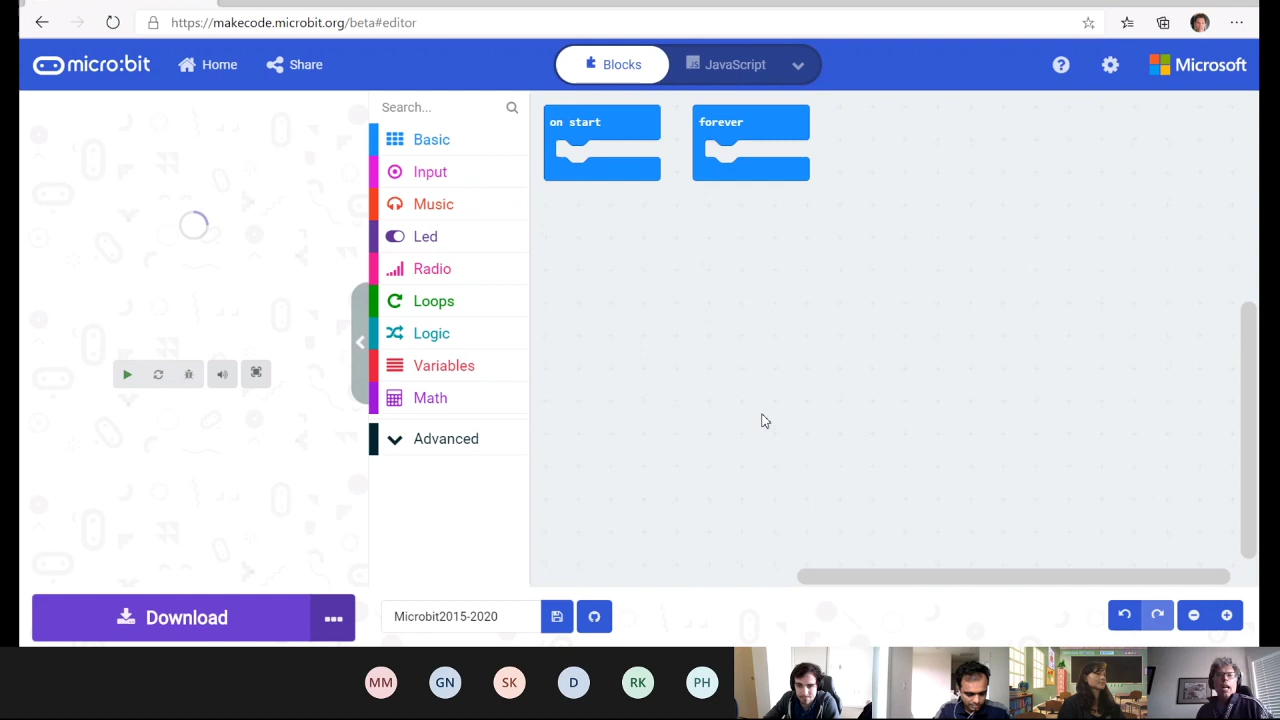 https://makecode.microbit.org/beta#editor
micro:bit
Home
Share
Blocks
JS
JavaScript
Microsoft
Search...
Basic
Input
Music
Led
Radio
Loops
Logic
Variables
Math
Advanced
on start
forever
Download
Microbit2015-2020
MM
GN
SK
D
RK
PH